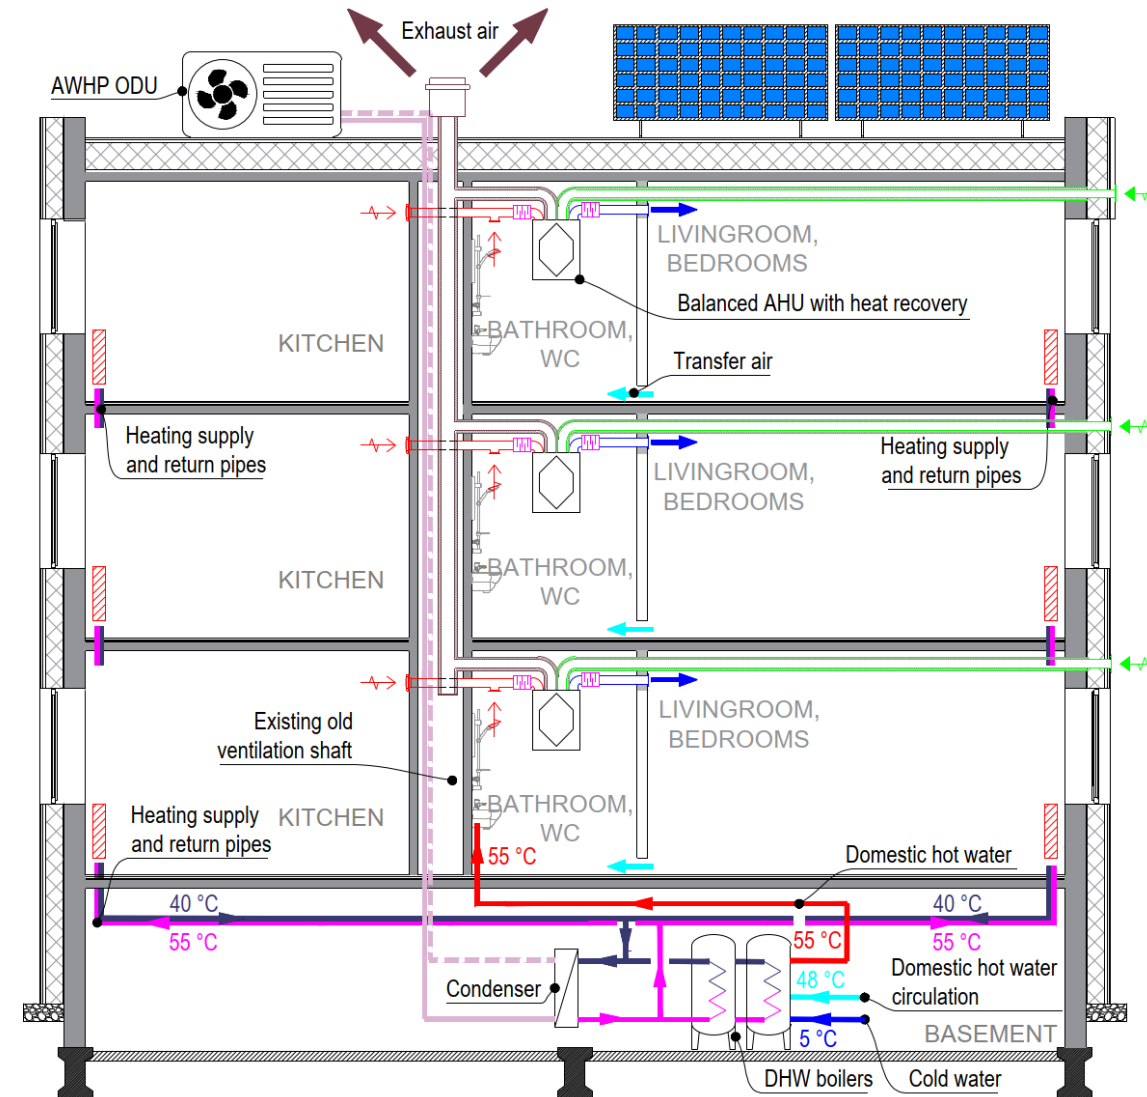 Exhaust air
AWHP ODU
LIVINGROOM,
BEDROOMS
Balanced AHU with heat recovery
KITCHEN
BATHROOM,
WC
Transfer air
Heating supply
and return pipes
Heating supply
and return pipes
LIVINGROOM,
BEDROOMS
KITCHEN
BATHROOM,
WC
LIVINGROOM,
BEDROOMS
Existing old
ventilation shaft
KITCHEN
BATHROOM,
WC
Heating supply
and return pipes
55 °C
Domestic hot water
40 °C
40 °C
55 °C
55 °C
55 °C
Condenser
48 °C
Domestic hot water
circulation
5 °C
BASEMENT
DHW boilers
Cold water